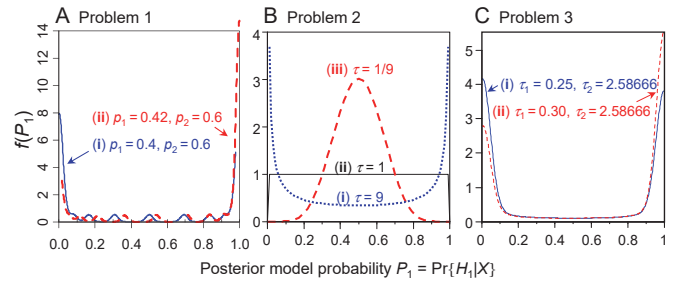 A Problem 1
B Problem 2
C Problem 3
f(P₁)
14
12
10
8
6
4
2
0
(ii) p₁ = 0.42, p₂ = 0.6
(i) p₁ = 0.4, p₂ = 0.6
0.0 0.2 0.4 0.6 0.8 1.0
4
3
2
1
0
(iii) τ = 1/9
(ii) τ = 1
(i) τ = 9
0 0.2 0.4 0.6 0.8 1
5
4
3
2
1
0
(i) τ₁ = 0.25, τ₂ = 2.58666
(ii) τ₁ = 0.30, τ₂ = 2.58666
0 0.2 0.4 0.6 0.8 1
Posterior model probability P₁ = Pr{H₁|X}